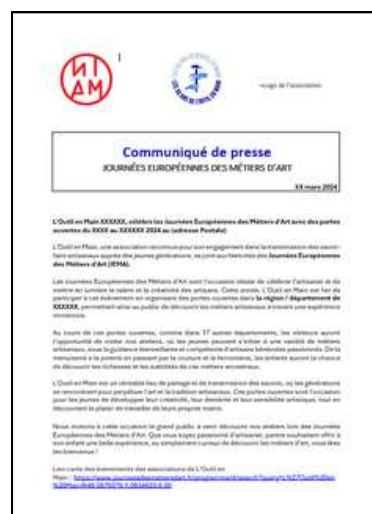 +Logo de l'association
Communiqué de presse
JOURNÉES EUROPÉENNES DES MÉTIERS D'ART
XX mars 2024
L'Outil en Main XXXXXX, célèbre les Journées Européennes des Métiers d'Art avec des portes
ouvertes du XXXX au XXXXXX 2024 au (adresse Postale)
L'Outil en Main, une association reconnue pour son engagement dans la transmission des savoir-
faire artisanaux auprès des jeunes générations, se joint aux festivités des Journées Européennes
des Métiers d'Art (JEMA).
Les Journées Européennes des Métiers d'Art sont l'occasion idéale de célébrer l'artisanat et de
mettre en lumière le talent et la créativité des artisans. Cette année, L'Outil en Main est fier de
participer à cet événement en organisant des portes ouvertes dans la région / département de
XXXXXX, permettant ainsi au public de découvrir les métiers artisanaux à travers une expérience
immersive.
Au cours de ces portes ouvertes, comme dans 17 autres départements, les visiteurs auront
l'opportunité de visiter nos ateliers, où les jeunes peuvent s'initier à une variété de métiers
artisanaux, sous la guidance bienveillante et compétente d'artisans bénévoles passionnés. De la
menuiserie à la poterie en passant par la couture et la ferronnerie, les enfants auront la chance
de découvrir les richesses et les subtilités de ces métiers ancestraux.
L'Outil en Main est un véritable lieu de partage et de transmission des savoirs, où les générations
se rencontrent pour perpétuer l'art et la tradition artisanale. Ces portes ouvertes sont l'occasion
pour les jeunes de développer leur créativité, leur dextérité et leur sensibilité artistique, tout en
découvrant le plaisir de travailler de leurs propres mains.
Nous invitons à cette occasion le grand public à venir découvrir nos ateliers lors des Journées
Européennes des Métiers d'Art. Que vous soyez passionné d'artisanat, parent souhaitant offrir à
son enfant une belle expérience, ou simplement curieux de découvrir les métiers d'art, vous êtes
les bienvenus !
Lien carte des événements des associations de L'Outil en
Main :